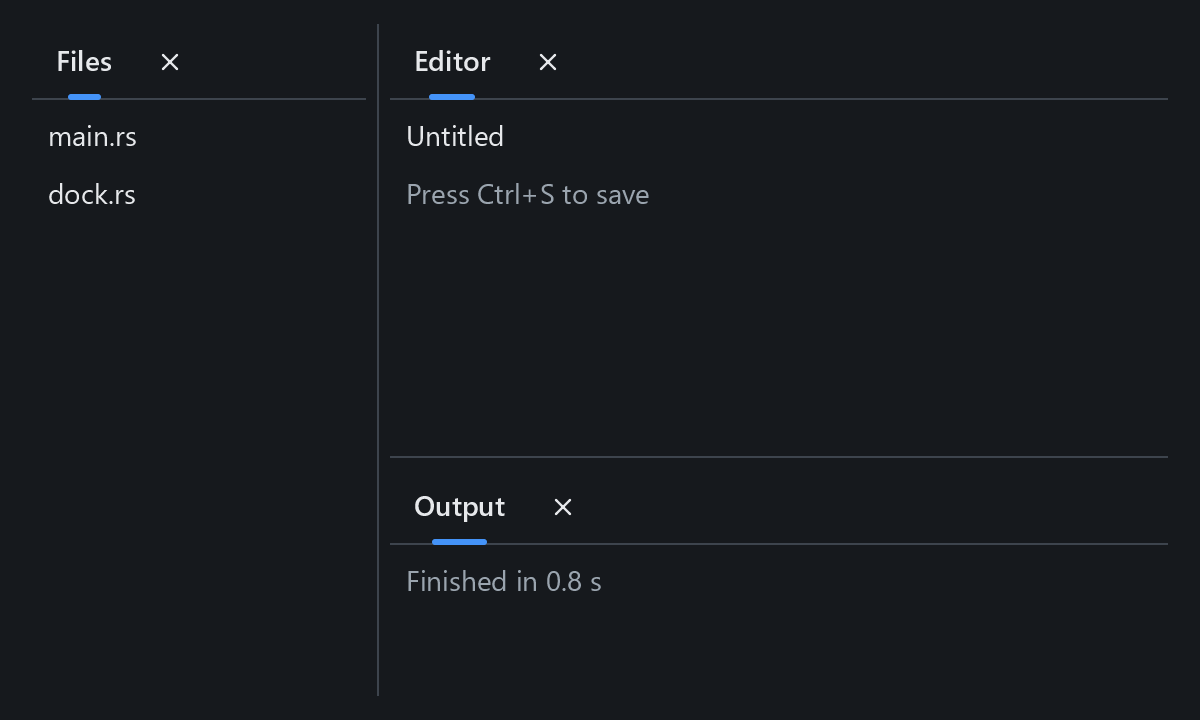 Files
main.rs
dock.rs
Editor
Untitled
Press Ctrl+S to save
Output
Finished in 0.8 s